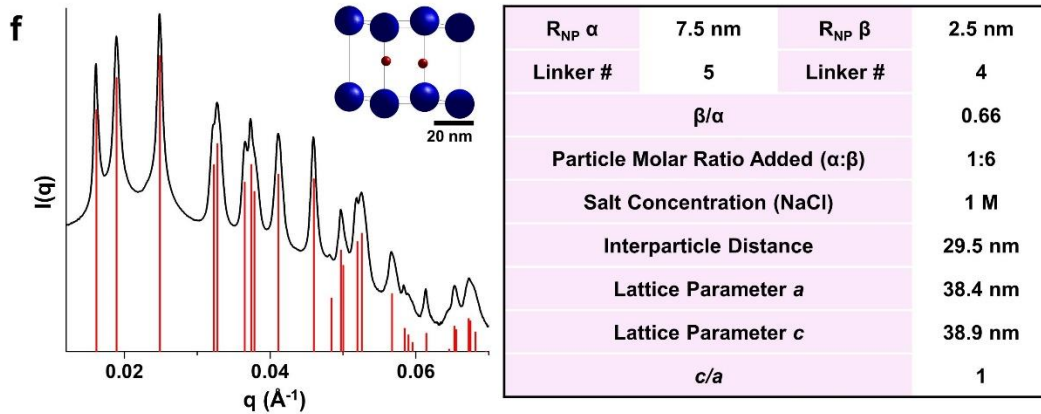 f
20 nm
I(q)
0.02 0.04 0.06
q (Å⁻¹)
R_NP α 7.5 nm R_NP β 2.5 nm
Linker # 5 Linker # 4
β/α 0.66
Particle Molar Ratio Added (α:β) 1:6
Salt Concentration (NaCl) 1 M
Interparticle Distance 29.5 nm
Lattice Parameter a 38.4 nm
Lattice Parameter c 38.9 nm
c/a 1